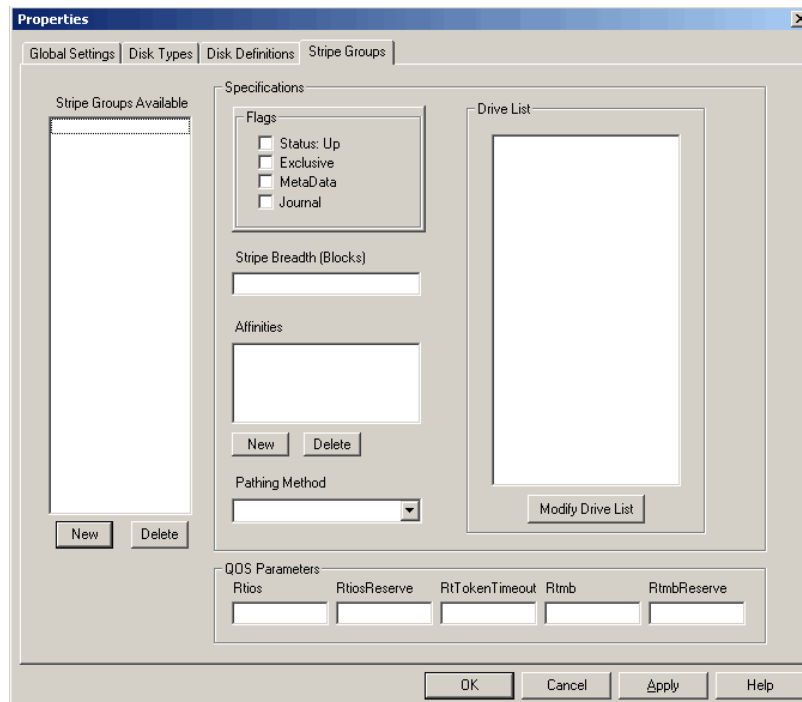 Properties
Global Settings
Disk Types
Disk Definitions
Stripe Groups
Stripe Groups Available
New
Delete
Specifications
Flags
Status: Up
Exclusive
MetaData
Journal
Stripe Breadth (Blocks)
Affinities
New
Delete
Pathing Method
Drive List
Modify Drive List
QOS Parameters
Rtios
RtiosReserve
RtTokenTimeout
Rtmb
RtmbReserve
OK
Cancel
Apply
Help